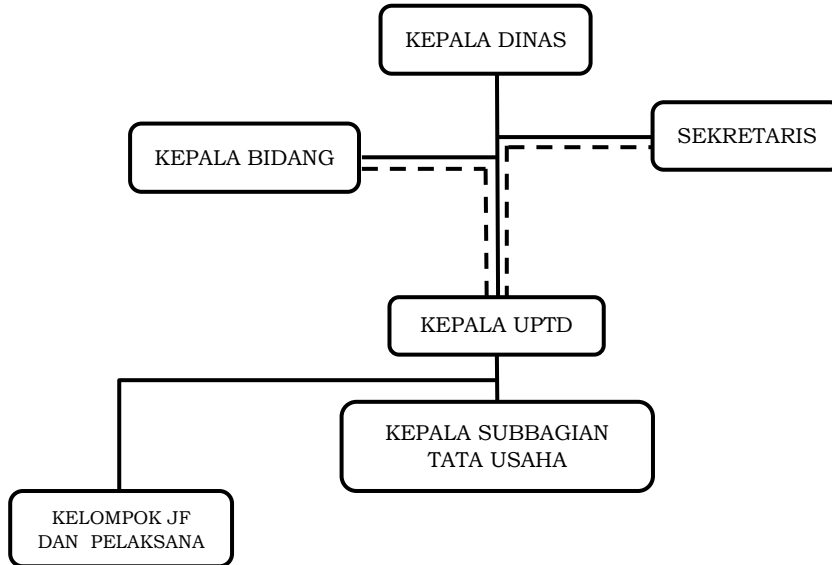 KEPALA DINAS
SEKRETARIS
KEPALA BIDANG
KEPALA UPTD
KEPALA SUBBAGIAN
TATA USAHA
KELOMPOK JF
DAN PELAKSANA